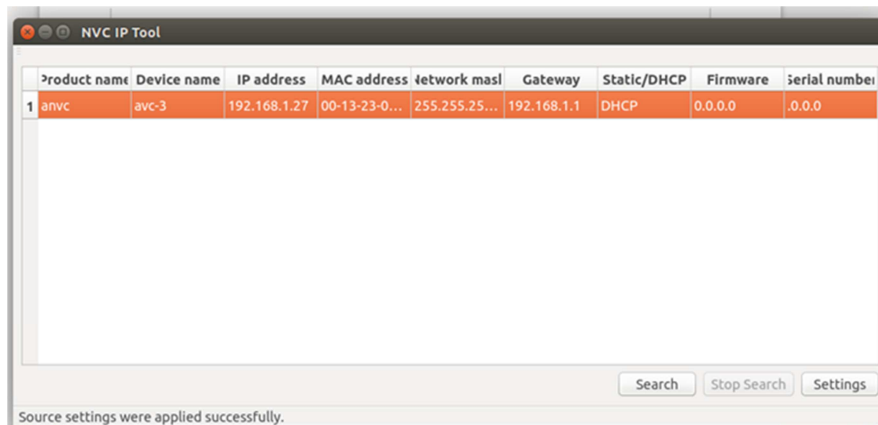 NVC IP Tool
Product name Device name IP address MAC address Network mask Gateway Static/DHCP Firmware Serial number
1 anvc avc-3 192.168.1.27 00-13-23-0... 255.255.25... 192.168.1.1 DHCP 0.0.0.0 .0.0.0
Search Stop Search Settings
Source settings were applied successfully.